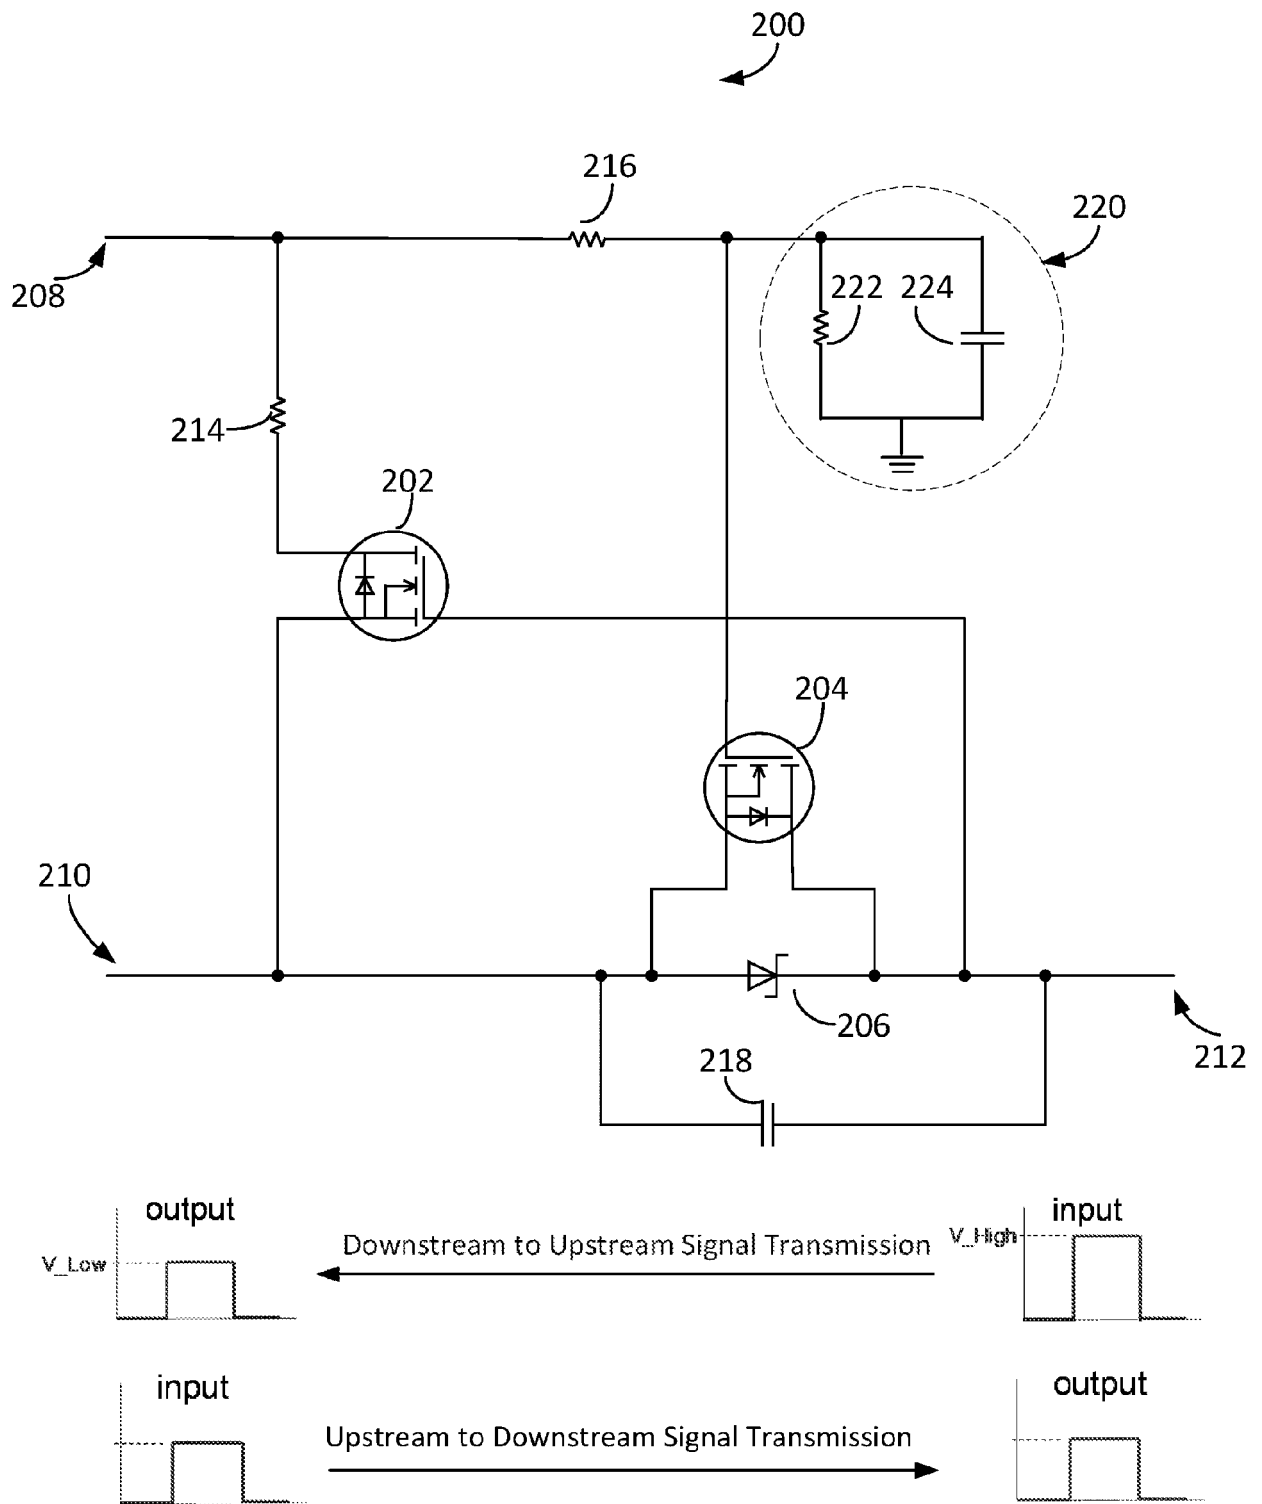 200
216
220
208
222 224
214
202
204
210
206
212
218
output
input
V_Low
Downstream to Upstream Signal Transmission
V_High
input
output
Upstream to Downstream Signal Transmission